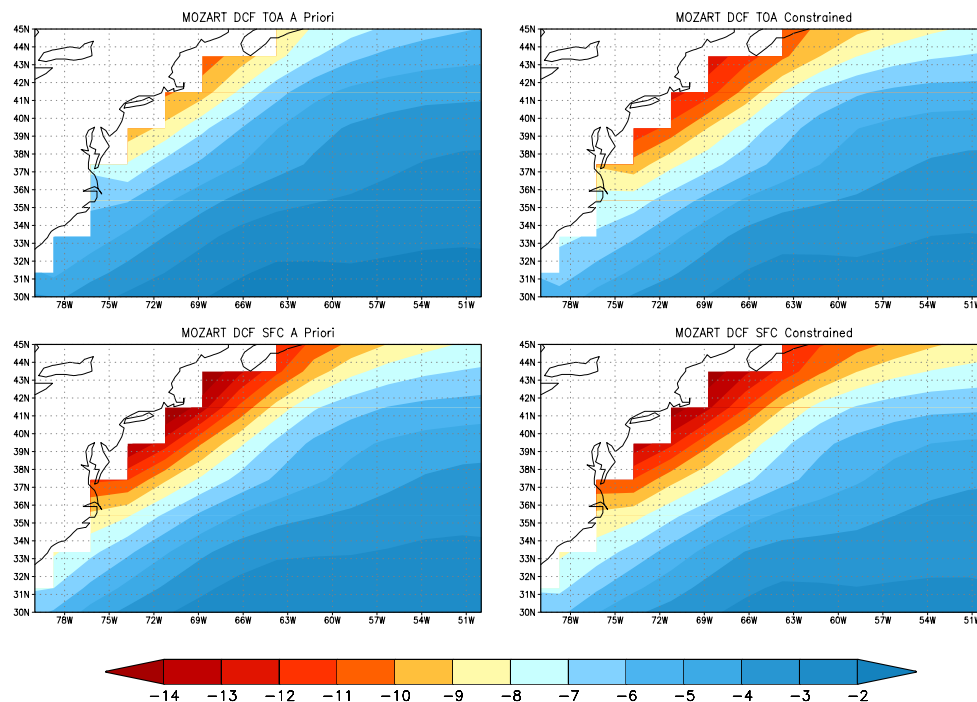 MOZART DCF TOA A Priori
45N
44N
43N
42N
41N
40N
39N
38N
37N
36N
35N
34N
33N
32N
31N
30N
78W 75W 72W 69W 66W 63W 60W 57W 54W 51W
MOZART DCF TOA Constrained
45N
44N
43N
42N
41N
40N
39N
38N
37N
36N
35N
34N
33N
32N
31N
30N
78W 75W 72W 69W 66W 63W 60W 57W 54W 51W
MOZART DCF SFC A Priori
45N
44N
43N
42N
41N
40N
39N
38N
37N
36N
35N
34N
33N
32N
31N
30N
78W 75W 72W 69W 66W 63W 60W 57W 54W 51W
MOZART DCF SFC Constrained
45N
44N
43N
42N
41N
40N
39N
38N
37N
36N
35N
34N
33N
32N
31N
30N
78W 75W 72W 69W 66W 63W 60W 57W 54W 51W
-14 -13 -12 -11 -10 -9 -8 -7 -6 -5 -4 -3 -2